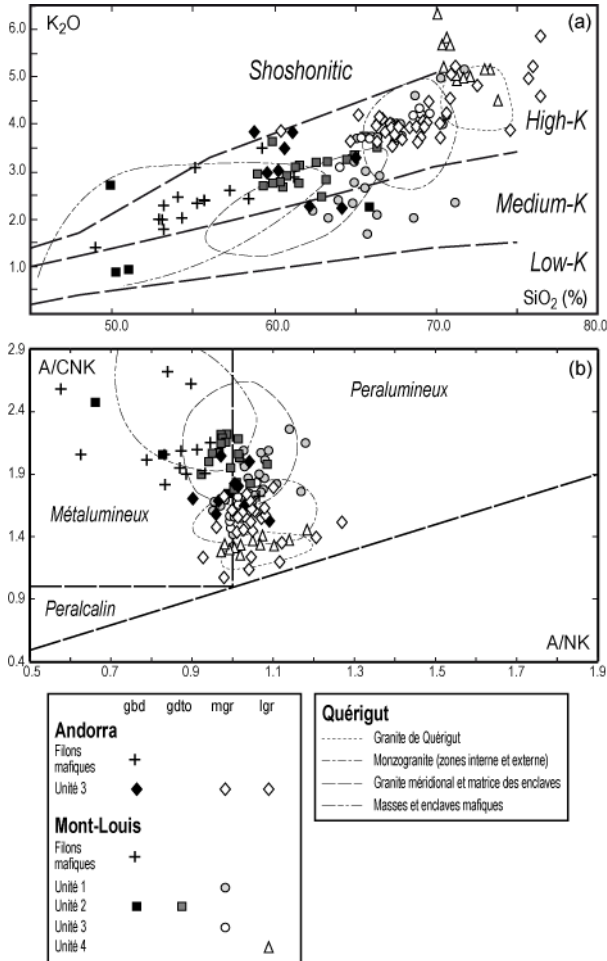 K2O
(a)
6.0
5.0
4.0
3.0
2.0
1.0
Shoshonitic
High-K
Medium-K
Low-K
SiO2 (%)
50.0 60.0 70.0 80.0
2.9
2.4
1.9
1.4
0.9
0.4
A/CNK
(b)
Peralumineux
Métalumineux
Peralcalin
A/NK
0.5 0.7 0.9 1.1 1.3 1.5 1.7 1.9
gbd gdto mgr lgr
Andorra
Filons
mafiques
Unité 3
Mont-Louis
Filons
mafiques
Unité 1
Unité 2
Unité 3
Unité 4
Quérigut
Granite de Quérigut
Monzogranite (zones interne et externe)
Granite méridional et matrice des enclaves
Masses et enclaves mafiques